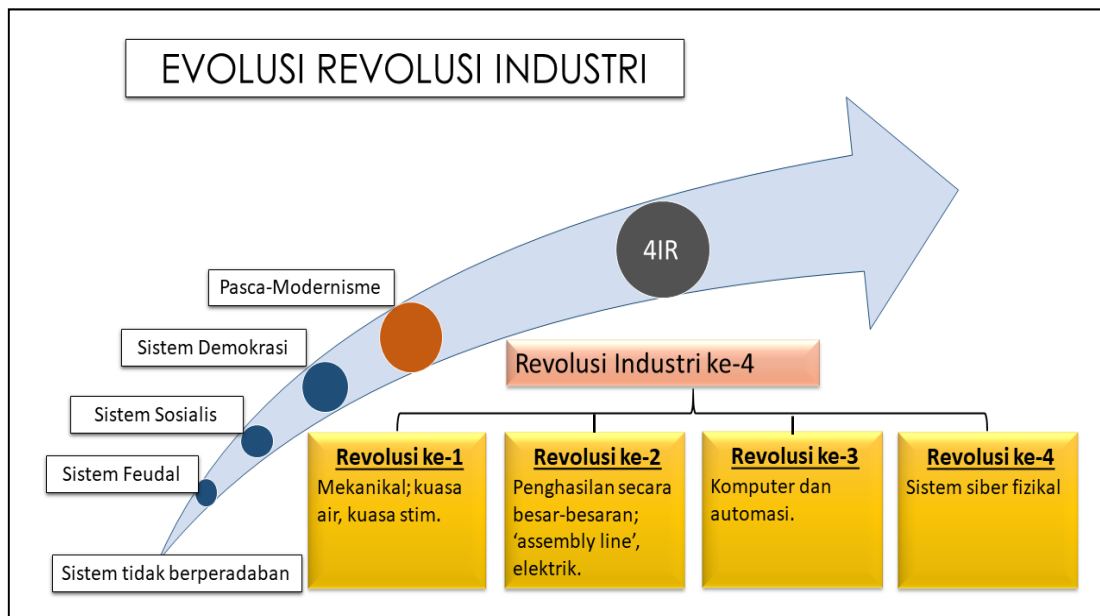 EVOLUSI REVOLUSI INDUSTRI
4IR
Pasca-Modernisme
Sistem Demokrasi
Sistem Sosialis
Sistem Feudal
Sistem tidak berperadaban
Revolusi Industri ke-4
Revolusi ke-1
Mekanikal; kuasa
air, kuasa stim.
Revolusi ke-2
Penghasilan secara
besar-besaran;
‘assembly line’,
elektrik.
Revolusi ke-3
Komputer dan
automasi.
Revolusi ke-4
Sistem siber fizikal